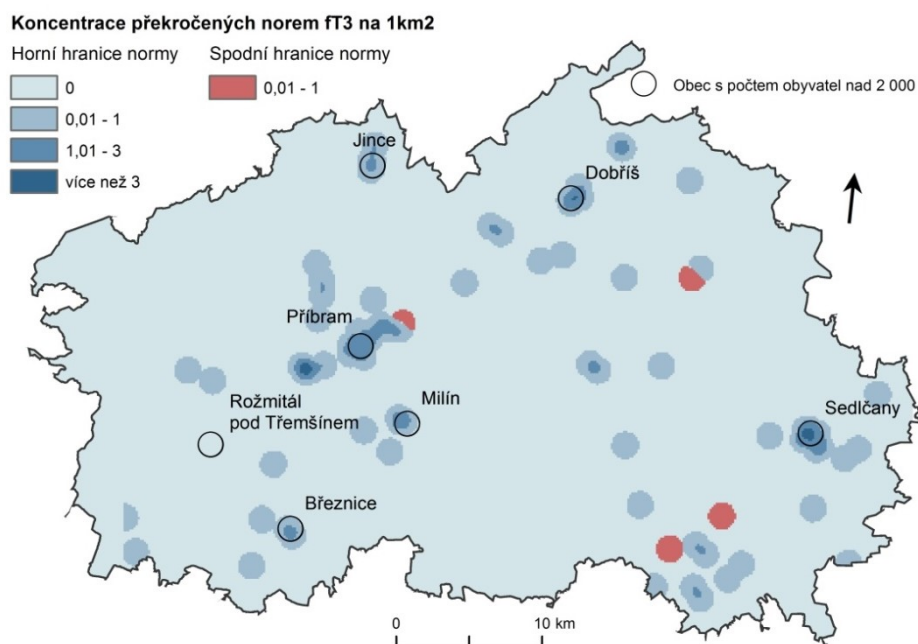 Koncentrace překročených norem fT3 na 1km2
Horní hranice normy
Spodní hranice normy
0
0,01 - 1
0,01 - 1
1,01 - 3
více než 3
Obec s počtem obyvatel nad 2 000
Jince
Dobříš
Příbram
Rožmitál
pod Třemšínem
Milín
Sedlčany
Březnice
0
10 km